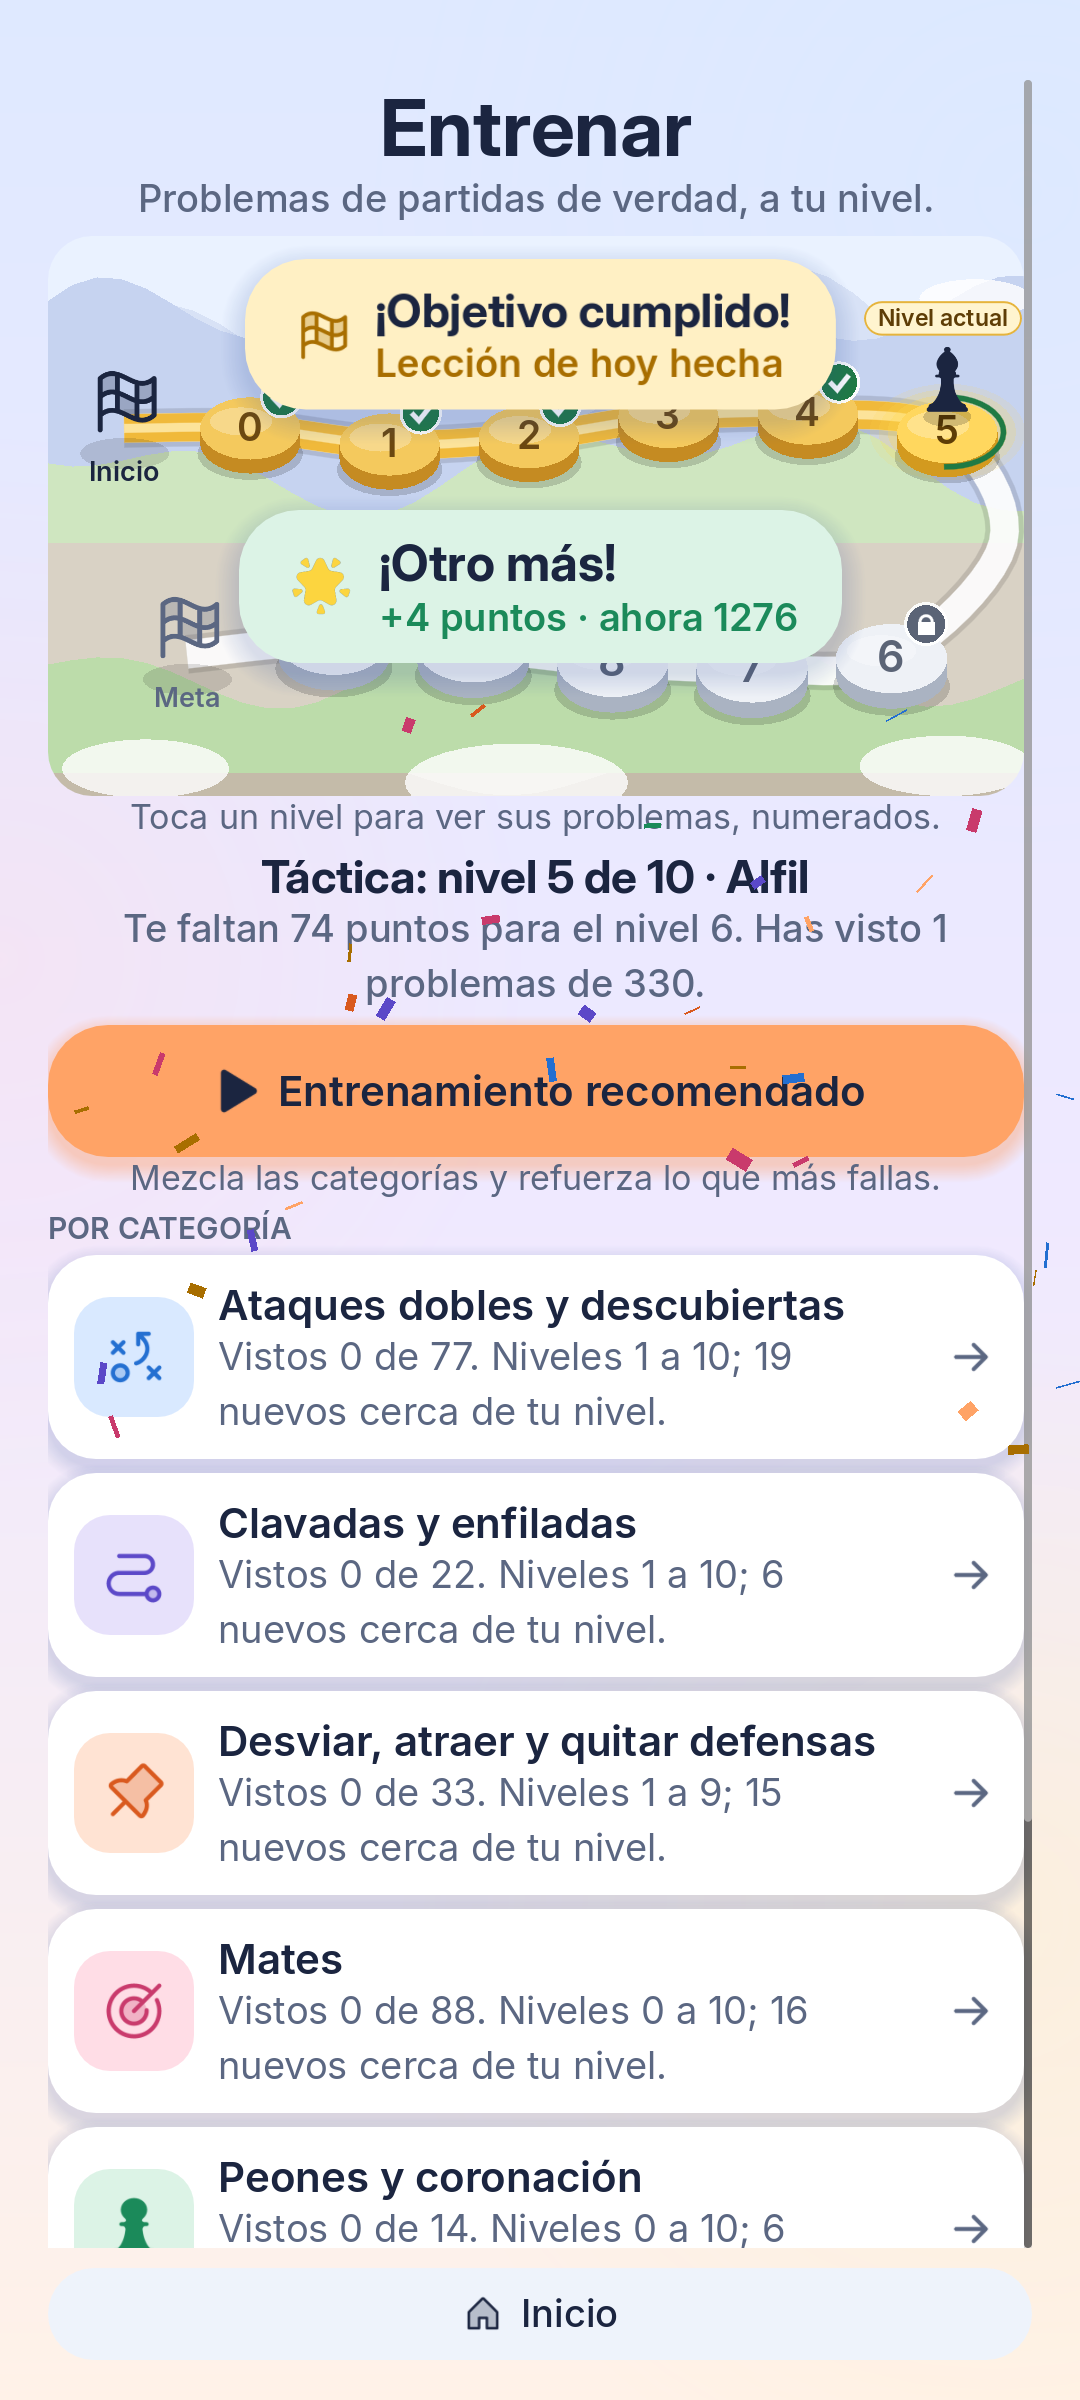 Entrenar
Problemas de partidas de verdad, a tu nivel.
¡Objetivo cumplido!
Lección de hoy hecha
Nivel actual
0
1
2
3
4
5
Inicio
¡Otro más!
+4 puntos · ahora 1276
8
7
6
Meta
Toca un nivel para ver sus problemas, numerados.
Táctica: nivel 5 de 10 · Alfil
Te faltan 74 puntos para el nivel 6. Has visto 1
problemas de 330.
Entrenamiento recomendado
Mezcla las categorías y refuerza lo que más fallas.
POR CATEGORÍA
Ataques dobles y descubiertas
Vistos 0 de 77. Niveles 1 a 10; 19
nuevos cerca de tu nivel.
Clavadas y enfiladas
Vistos 0 de 22. Niveles 1 a 10; 6
nuevos cerca de tu nivel.
Desviar, atraer y quitar defensas
Vistos 0 de 33. Niveles 1 a 9; 15
nuevos cerca de tu nivel.
Mates
Vistos 0 de 88. Niveles 0 a 10; 16
nuevos cerca de tu nivel.
Peones y coronación
Vistos 0 de 14. Niveles 0 a 10; 6
Inicio